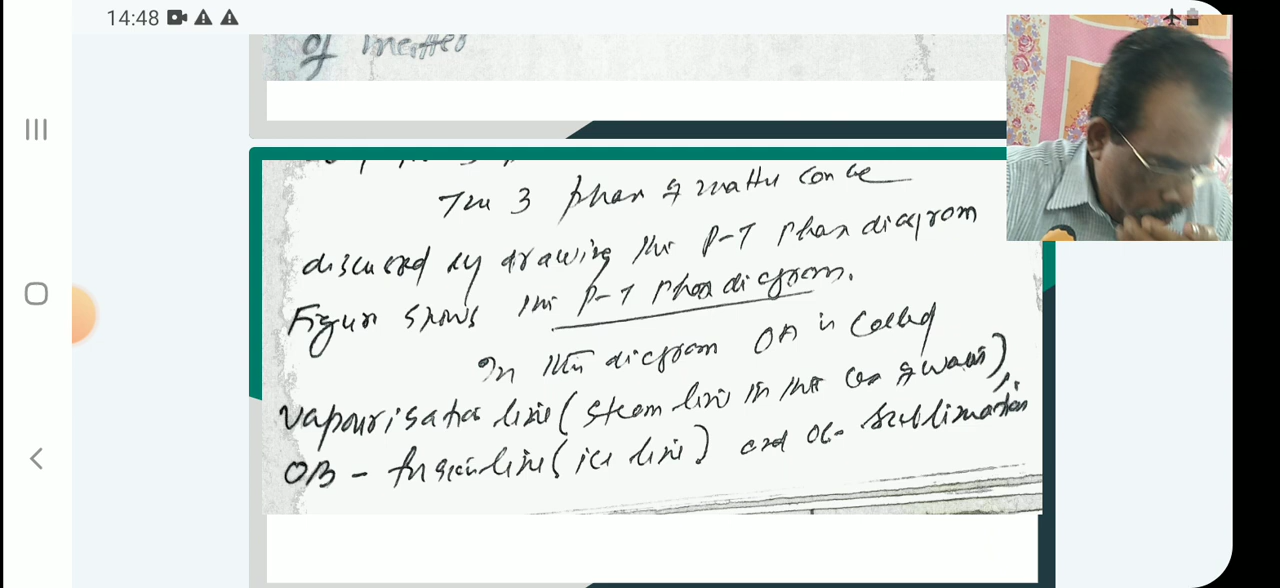 14:48
of matter
The 3 phase of matter can be
discussed by drawing the P-T phase diagram
Figure shows the P-T phase diagram.
In this diagram OA is called
vapourisation line (steam line in the case of water),
OB - fusion line (ice line) and OC - sublimation